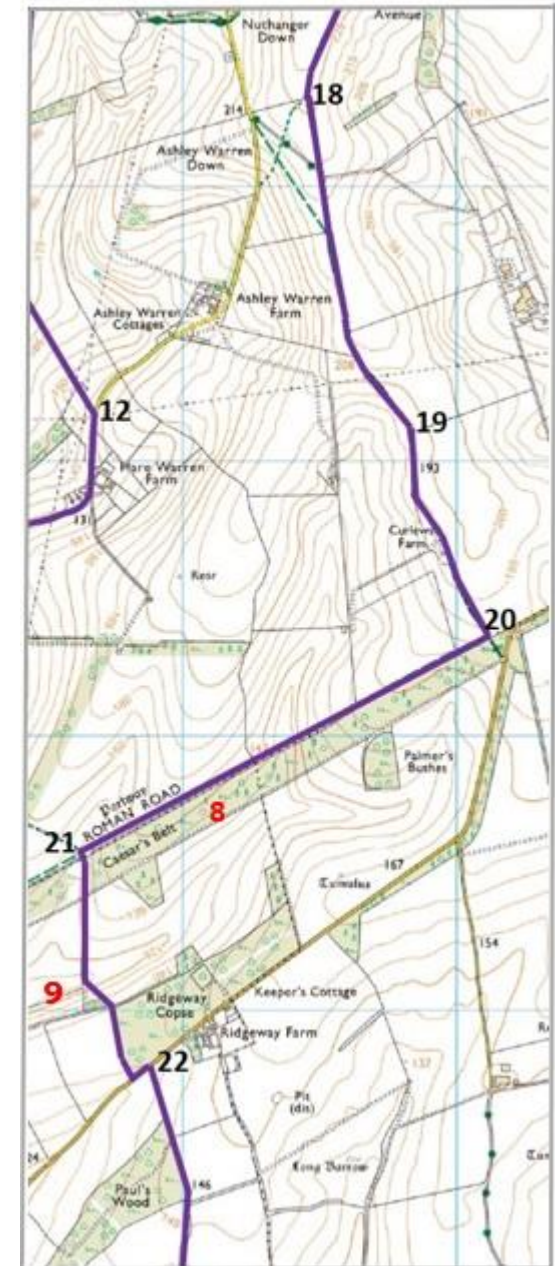 Nuthanger
Down
Avenue
18
214
Ashley Warren
Down
Ashley Warren
Cottages
Ashley Warren
Farm
12
19
193
Hare Warren
Farm
131
Curlew
Farm
Resr
20
Palmer's
Bushes
Portway
ROMAN ROAD
8
21
Caesar's Belt
167
Tumulus
154
9
Keeper's Cottage
Ridgeway
Copse
Ridgeway Farm
22
137
Pit
(dis)
Long Barrow
Paul's
Wood
146